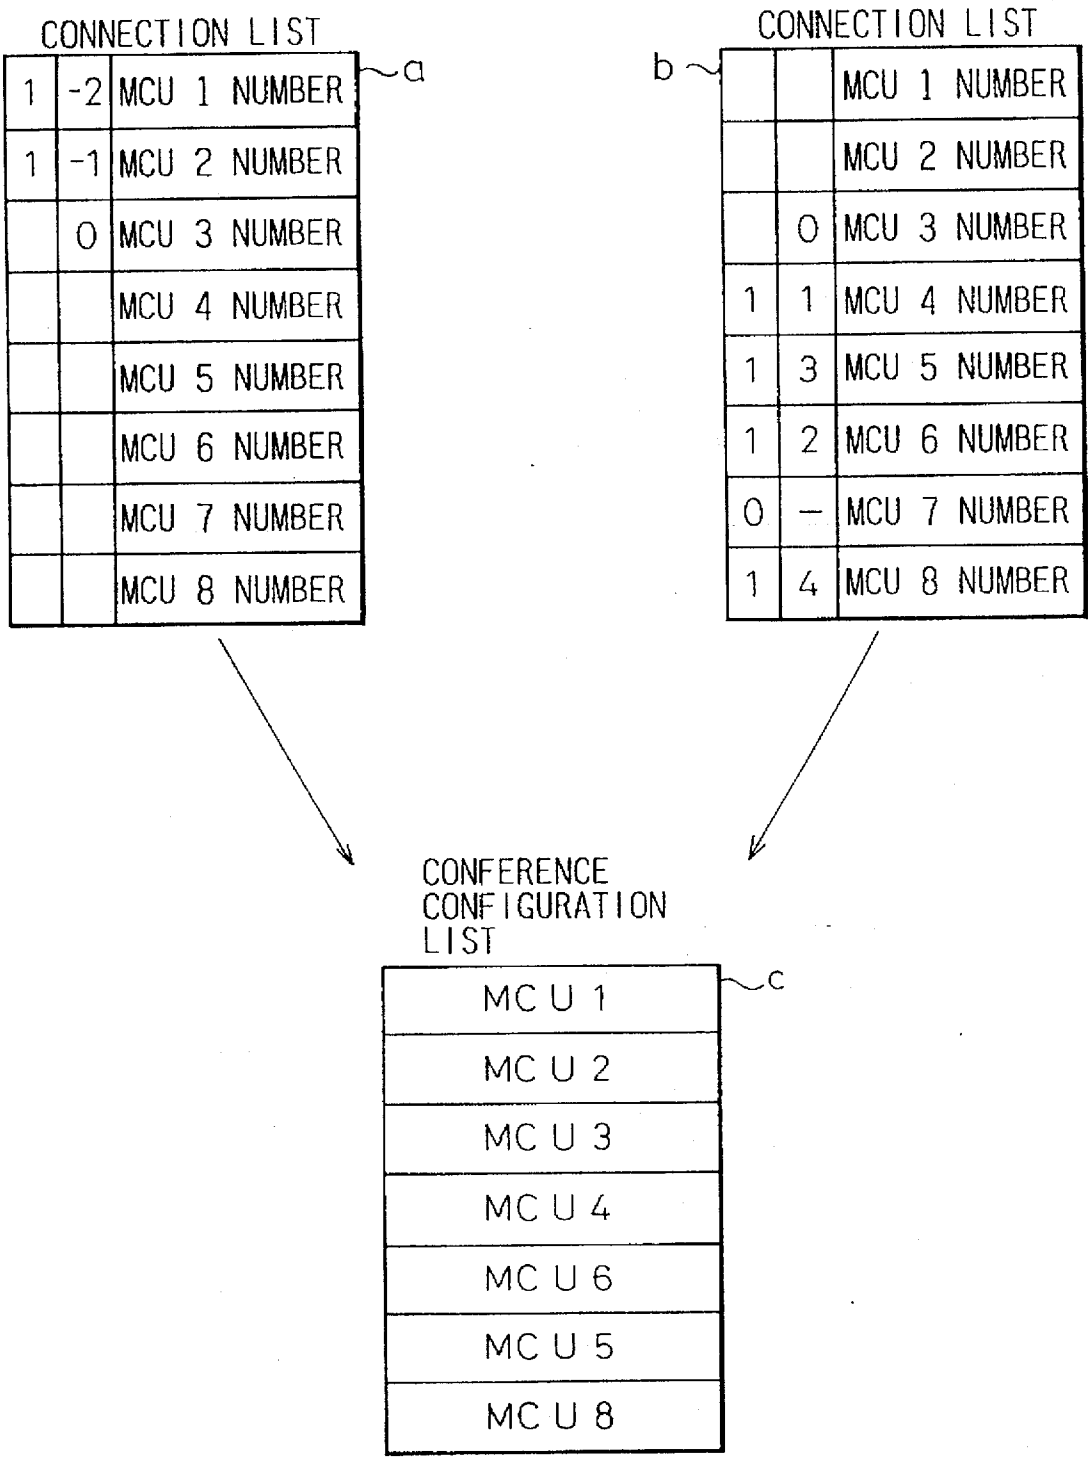 CONNECTION LIST
1 -2 MCU 1 NUMBER
1 -1 MCU 2 NUMBER
0 MCU 3 NUMBER
MCU 4 NUMBER
MCU 5 NUMBER
MCU 6 NUMBER
MCU 7 NUMBER
MCU 8 NUMBER
a
CONNECTION LIST
b
MCU 1 NUMBER
MCU 2 NUMBER
0 MCU 3 NUMBER
1 1 MCU 4 NUMBER
1 3 MCU 5 NUMBER
1 2 MCU 6 NUMBER
0 – MCU 7 NUMBER
1 4 MCU 8 NUMBER
CONFERENCE
CONFIGURATION
LIST
c
MCU 1
MCU 2
MCU 3
MCU 4
MCU 6
MCU 5
MCU 8